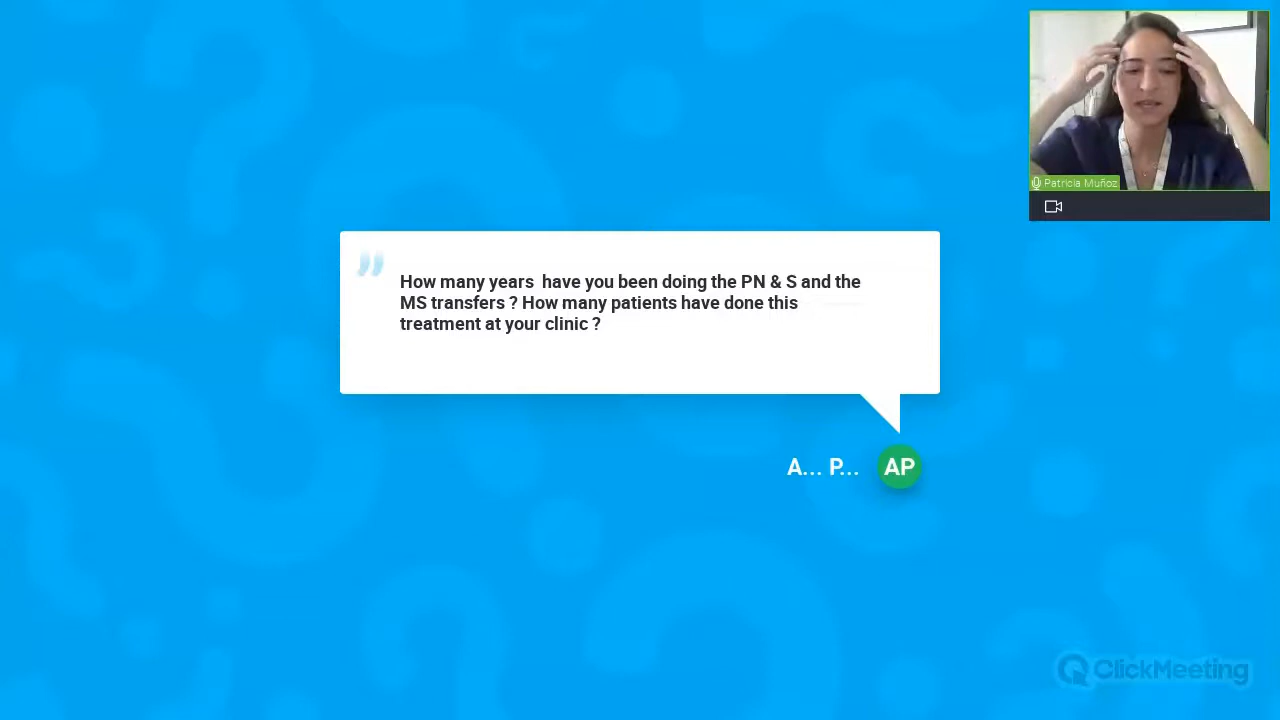 Patricia Muñoz
"
How many years  have you been doing the PN & S and the
MS transfers ? How many patients have done this
treatment at your clinic ?
A... P...
AP
ClickMeeting